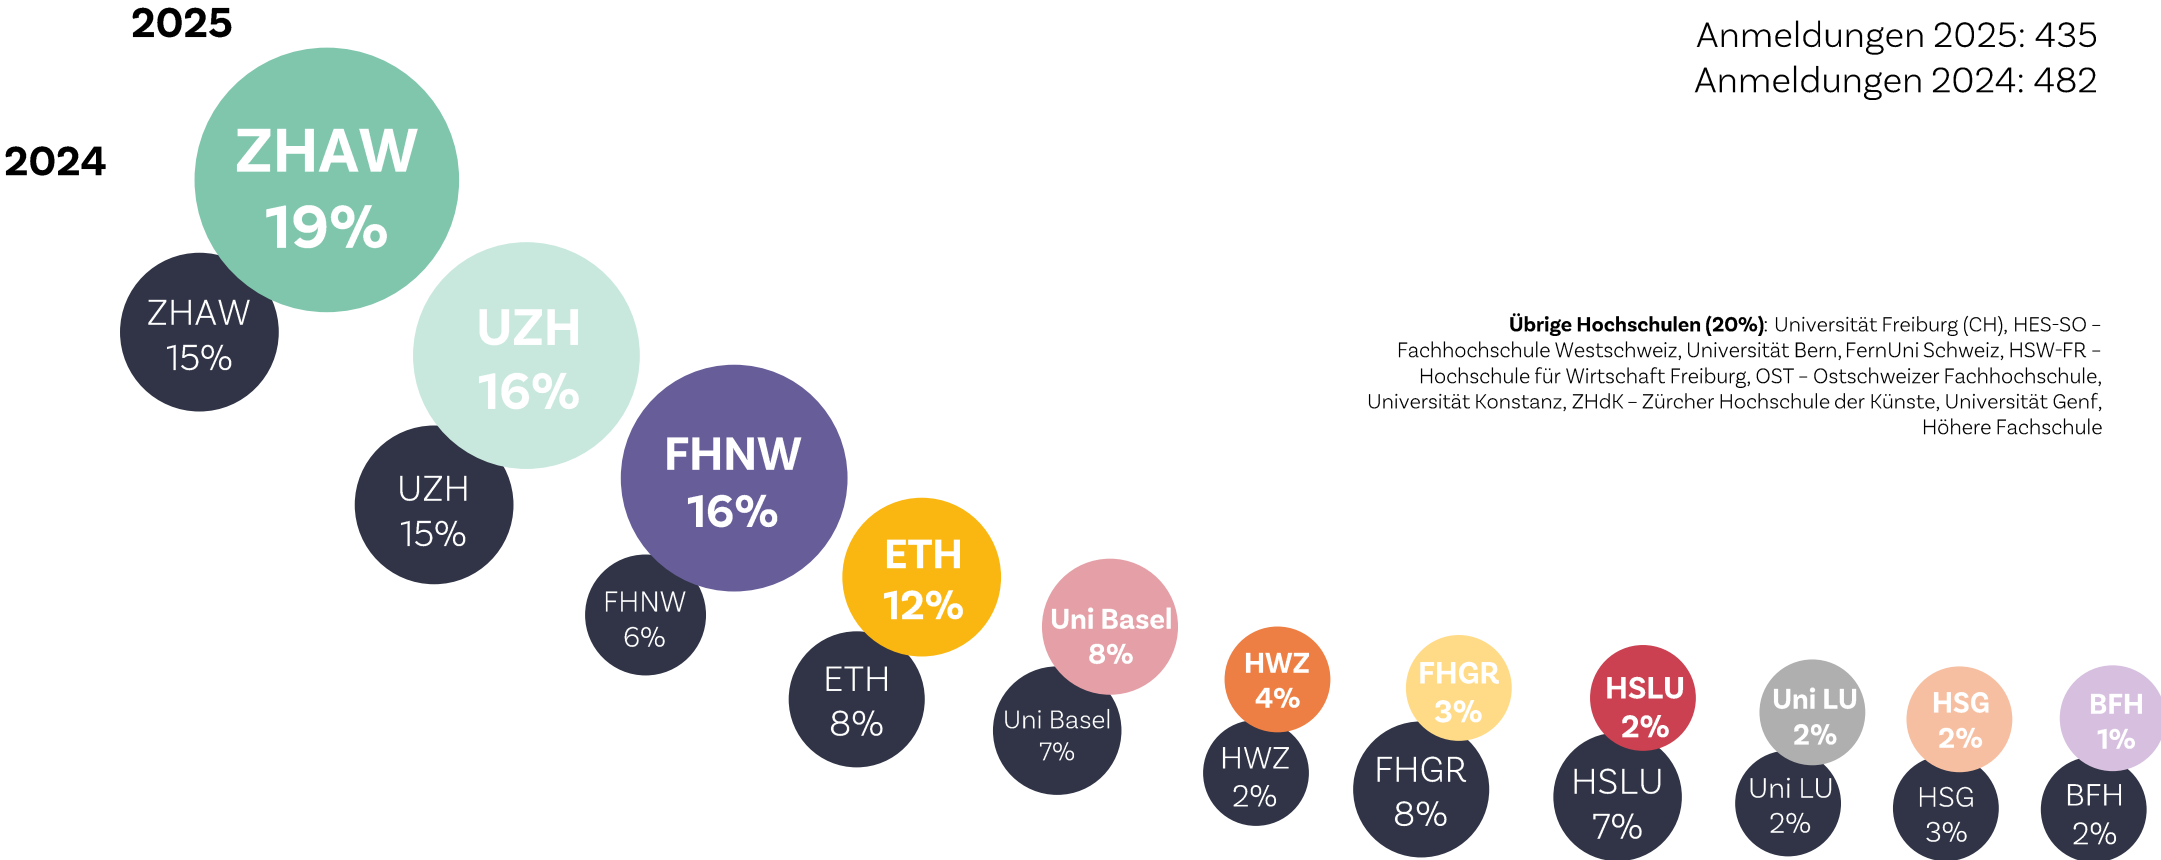 2025
Anmeldungen 2025: 435
Anmeldungen 2024: 482
2024
ZHAW
19%
ZHAW
15%
UZH
16%
UZH
15%
FHNW
16%
FHNW
6%
ETH
12%
ETH
8%
Uni Basel
8%
Uni Basel
7%
HWZ
4%
HWZ
2%
FHGR
3%
FHGR
8%
HSLU
2%
HSLU
7%
Uni LU
2%
Uni LU
2%
HSG
2%
HSG
3%
BFH
1%
BFH
2%
Übrige Hochschulen (20%): Universität Freiburg (CH), HES-SO –
Fachhochschule Westschweiz, Universität Bern, FernUni Schweiz, HSW-FR –
Hochschule für Wirtschaft Freiburg, OST – Ostschweizer Fachhochschule,
Universität Konstanz, ZHdK – Zürcher Hochschule der Künste, Universität Genf,
Höhere Fachschule